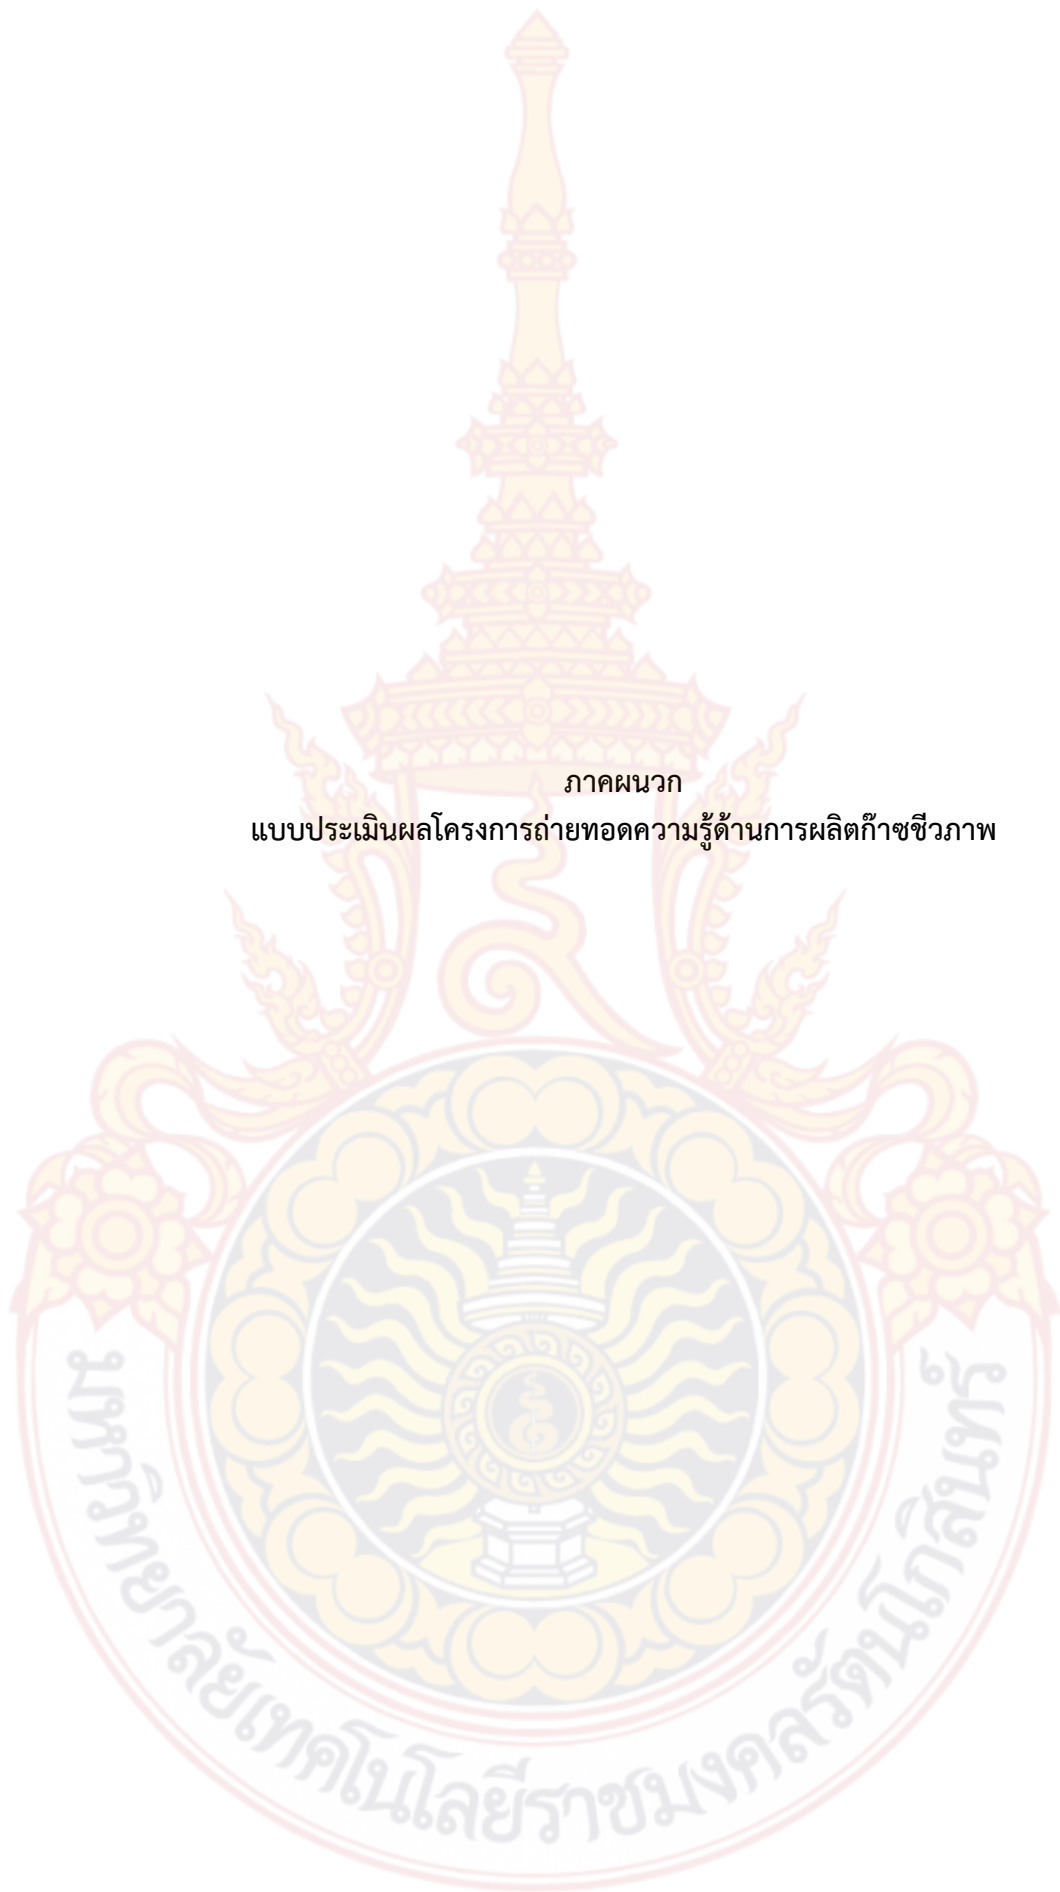 ภาคผนวก
แบบประเมินผลโครงการถ่ายทอดความรู้ด้านการผลิตก๊าซชีวภาพ
มหาวิทยาลัยเทคโนโลยีราชมงคลรัตนโกสินทร์